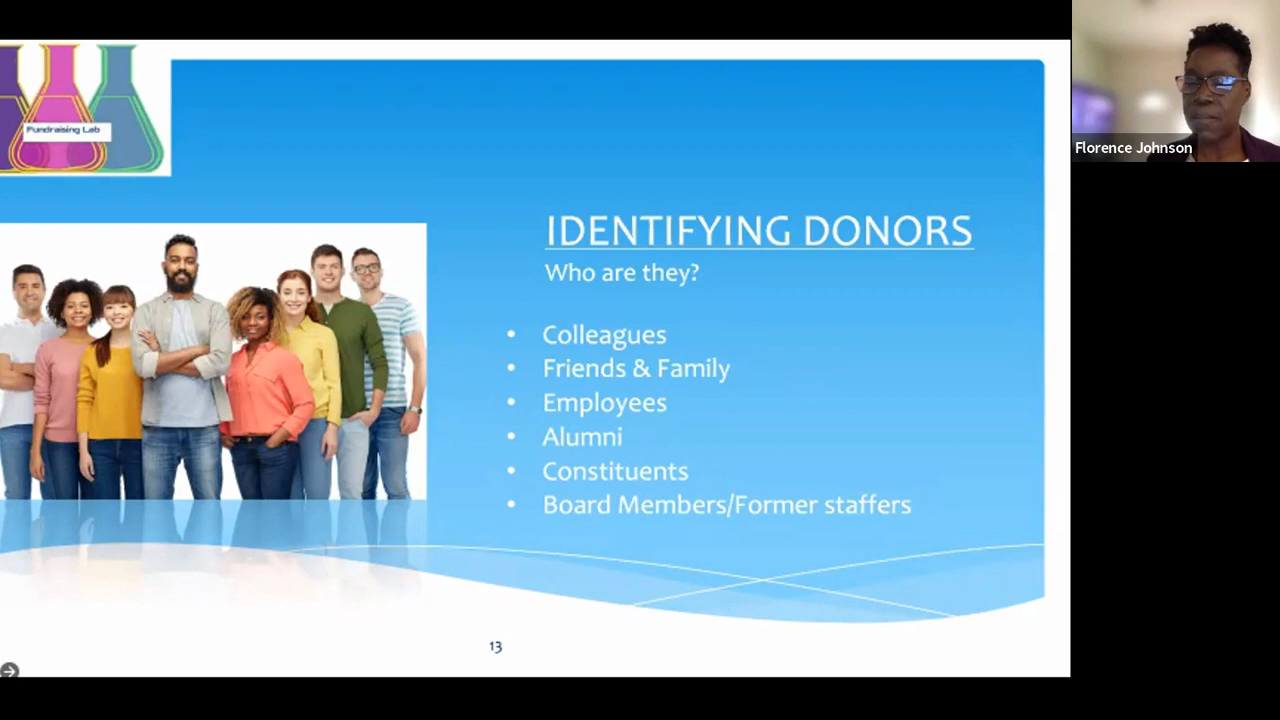 Fundraising Lab
Florence Johnson
IDENTIFYING DONORS
Who are they?
• Colleagues
• Friends & Family
• Employees
• Alumni
• Constituents
• Board Members/Former staffers
13